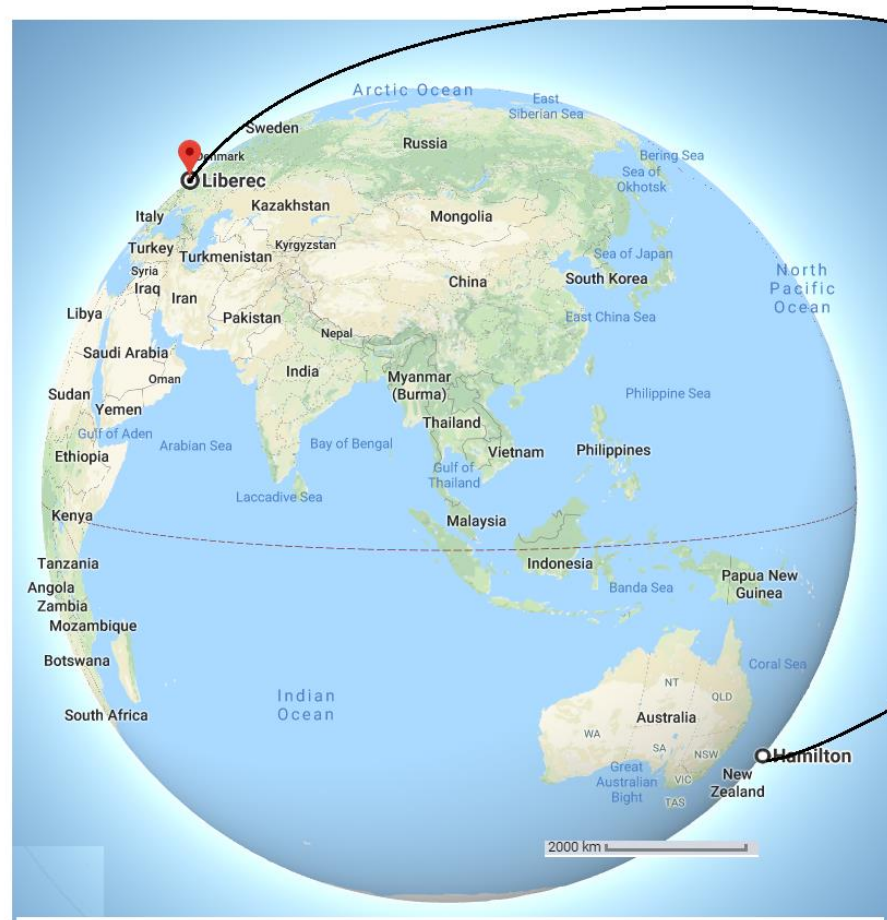 Arctic Ocean
East
Siberian Sea
Sweden
Russia
Denmark
Bering Sea
Liberec
Sea of
Okhotsk
Kazakhstan
Italy
Mongolia
Turkey
Kyrgyzstan
Sea of Japan
Turkmenistan
Syria
China
South Korea
North
Pacific
Ocean
Iraq
Iran
Libya
Pakistan
East China Sea
Nepal
Saudi Arabia
India
Oman
Myanmar
(Burma)
Sudan
Yemen
Philippine Sea
Thailand
Gulf of Aden
Arabian Sea
Bay of Bengal
Vietnam
Philippines
Ethiopia
Gulf of
Thailand
Laccadive Sea
Kenya
Malaysia
Tanzania
Indonesia
Angola
Banda Sea
Papua New
Guinea
Zambia
Mozambique
Botswana
Coral Sea
NT
QLD
Indian
Ocean
South Africa
Australia
WA
SA
NSW
Hamilton
Great
Australian
Bight
VIC
TAS
New
Zealand
2000 km